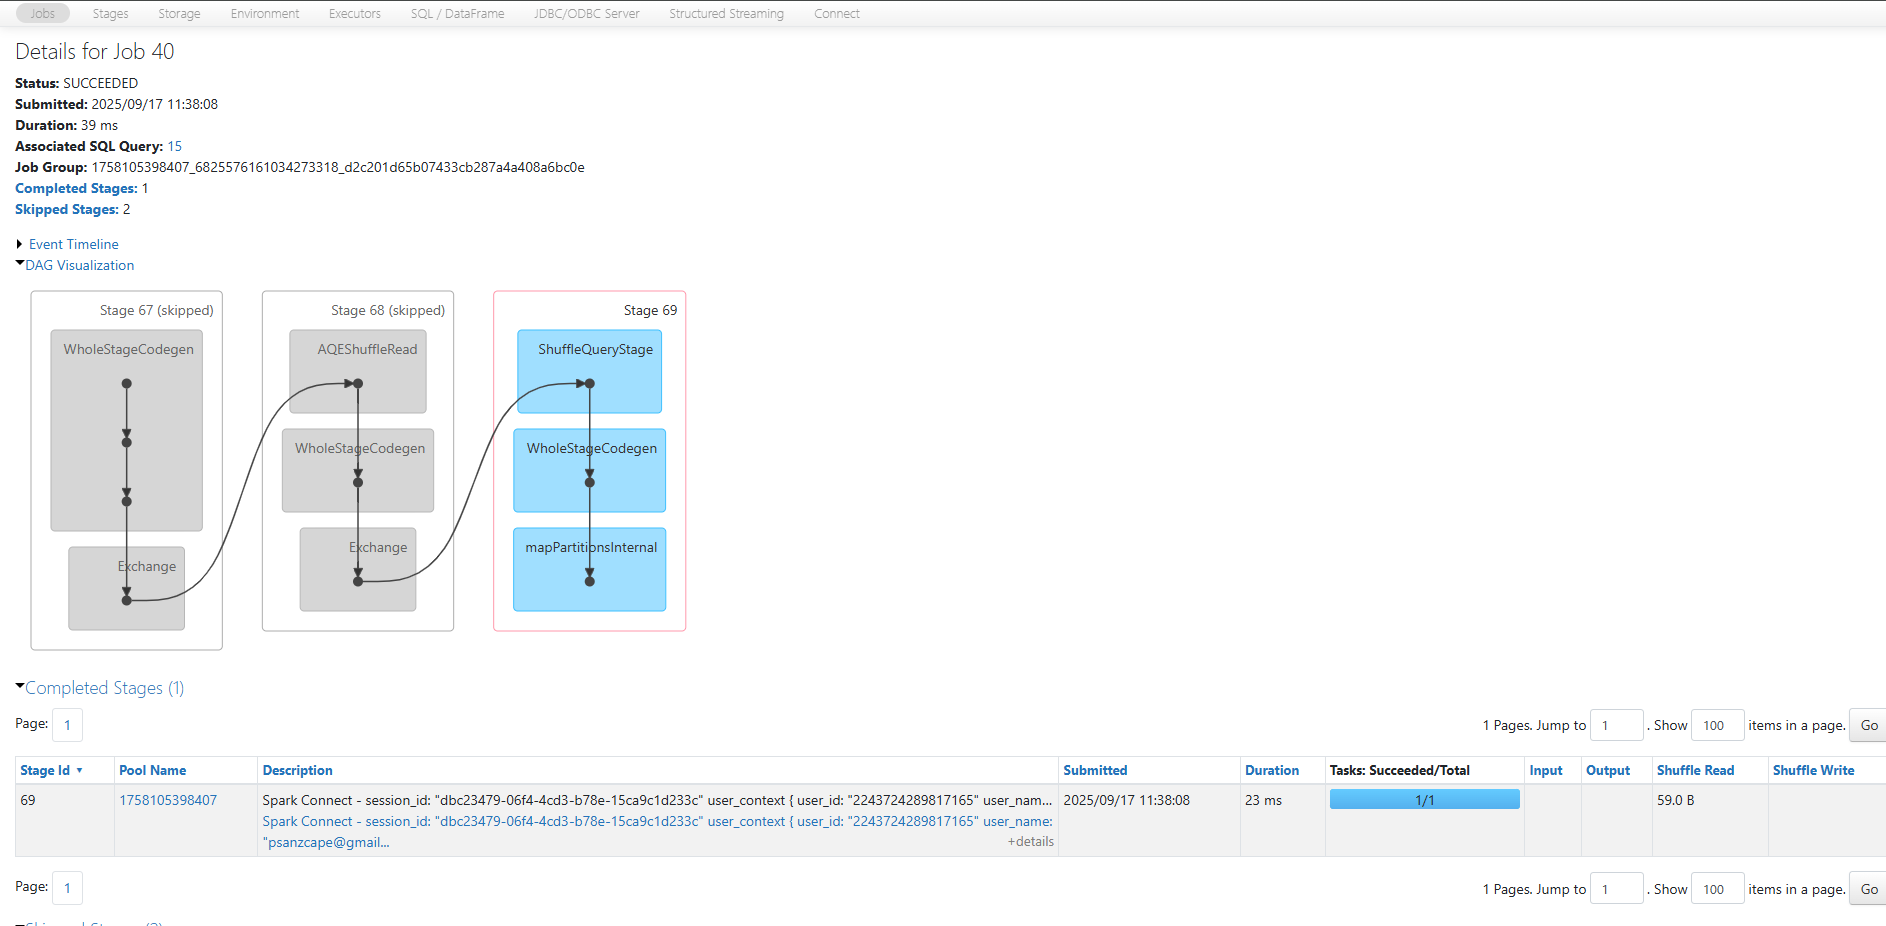 Jobs Stages Storage Environment Executors SQL / DataFrame JDBC/ODBC Server Structured Streaming Connect
Details for Job 40
Status: SUCCEEDED
Submitted: 2025/09/17 11:38:08
Duration: 39 ms
Associated SQL Query: 15
Job Group: 1758105398407_6825576161034273318_d2c201d65b07433cb287a4a408a6bc0e
Completed Stages: 1
Skipped Stages: 2
Event Timeline
DAG Visualization
Stage 67 (skipped)
WholeStageCodegen
Exchange
Stage 68 (skipped)
AQEShuffleRead
WholeStageCodegen
Exchange
Stage 69
ShuffleQueryStage
WholeStageCodegen
mapPartitionsInternal
Completed Stages (1)
Page: 1 1 Pages. Jump to 1 . Show 100 items in a page. Go
Stage Id Pool Name Description Submitted Duration Tasks: Succeeded/Total Input Output Shuffle Read Shuffle Write
69 1758105398407 Spark Connect - session_id: "dbc23479-06f4-4cd3-b78e-15ca9c1d233c" user_context { user_id: "2243724289817165" user_nam... 2025/09/17 11:38:08 23 ms 1/1 59.0 B
Spark Connect - session_id: "dbc23479-06f4-4cd3-b78e-15ca9c1d233c" user_context { user_id: "2243724289817165" user_name:
"psanzcape@gmail... +details
Page: 1 1 Pages. Jump to 1 . Show 100 items in a page. Go